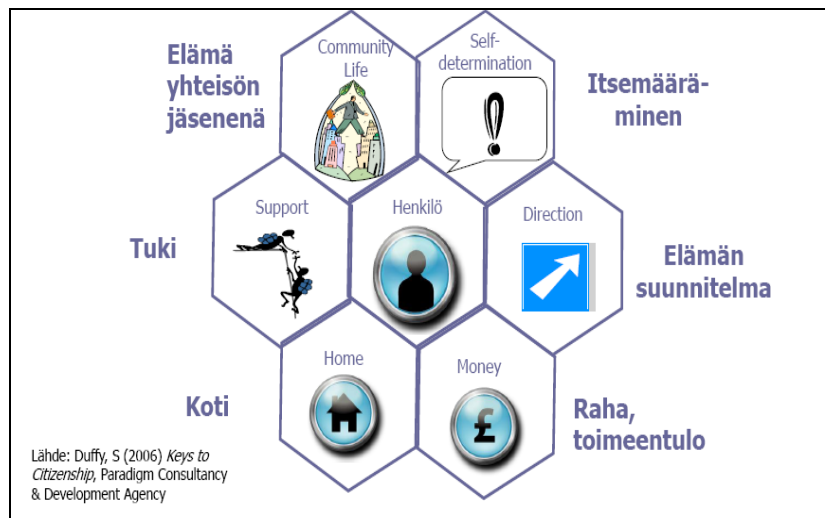 Elämä
yhteisön
jäsenenä
Community
Life
Self-
determination
!
Itsemäärä-
minen
Tuki
Support
Henkilö
Direction
Elämän
suunnitelma
Koti
Home
Money
£
Raha,
toimeentulo
Lähde: Duffy, S (2006) Keys to
Citizenship, Paradigm Consultancy
& Development Agency